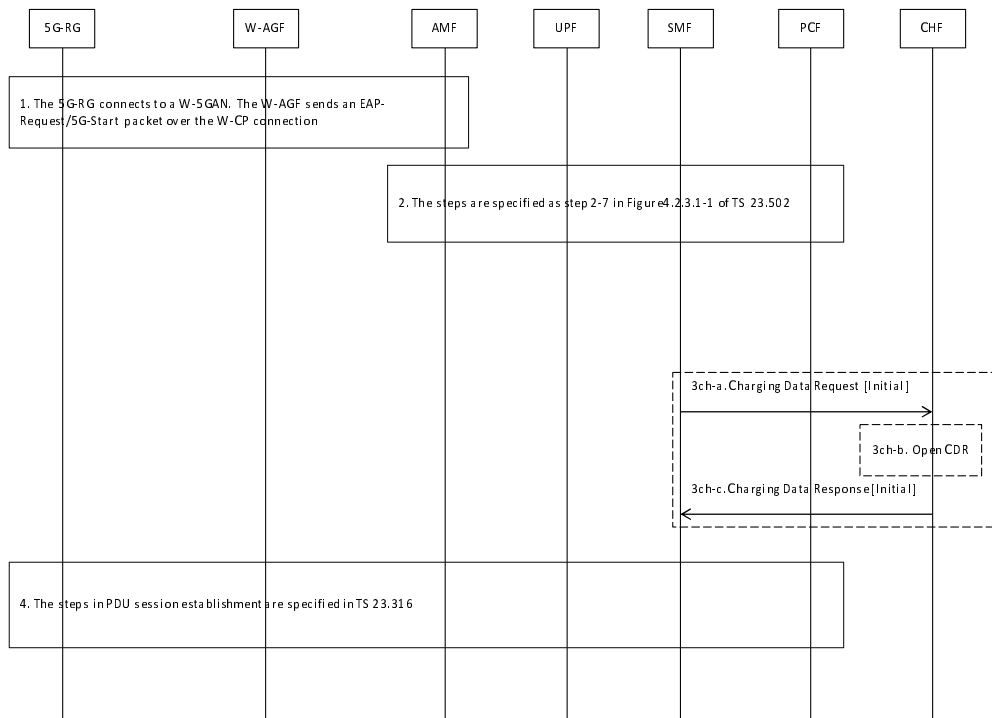 5G-RG
W-AGF
AMF
UPF
SMF
PCF
CHF
1. The 5G-RG connects to a W-5GAN. The W-AGF sends an EAP-
Request/5G-Start packet over the W-CP connection
2. The steps are specified as step 2-7 in Figure4.2.3.1-1 of TS 23.502
3ch-a. Charging Data Request [Initial]
3ch-b. Open CDR
3ch-c. Charging Data Response [Initial]
4. The steps in PDU session establishment are specified in TS 23.316